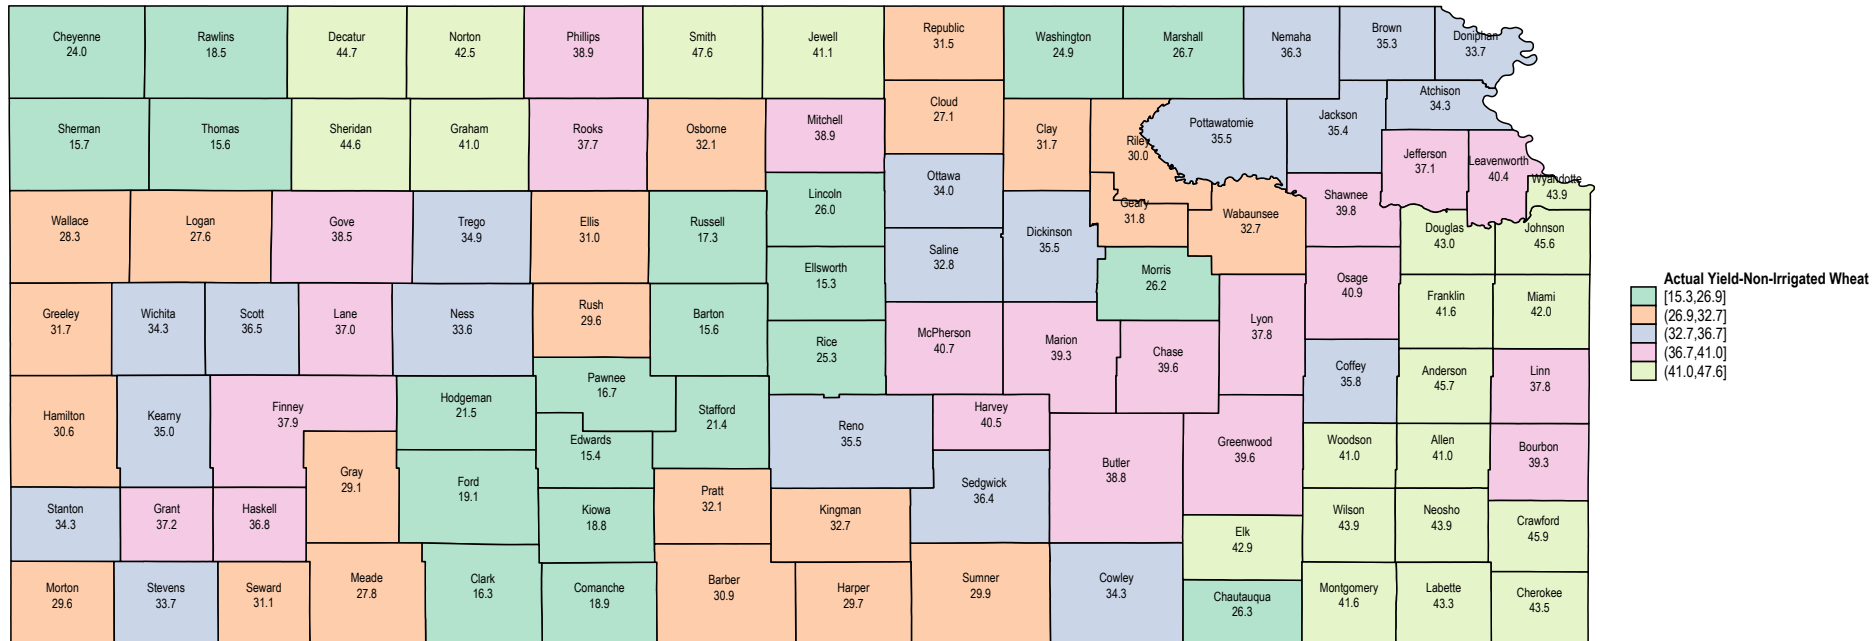 Cheyenne
24.0
Rawlins
18.5
Decatur
44.7
Norton
42.5
Phillips
38.9
Smith
47.6
Jewell
41.1
Republic
31.5
Washington
24.9
Marshall
26.7
Nemaha
36.3
Brown
35.3
Doniphan
33.7
Sherman
15.7
Thomas
15.6
Sheridan
44.6
Graham
41.0
Rooks
37.7
Osborne
32.1
Mitchell
38.9
Cloud
27.1
Clay
31.7
Riley
30.0
Pottawatomie
35.5
Jackson
35.4
Atchison
34.3
Jefferson
37.1
Leavenworth
40.4
Wyandotte
43.9
Wallace
28.3
Logan
27.6
Gove
38.5
Trego
34.9
Ellis
31.0
Russell
17.3
Lincoln
26.0
Ottawa
34.0
Saline
32.8
Dickinson
35.5
Geary
31.8
Wabaunsee
32.7
Shawnee
39.8
Douglas
43.0
Johnson
45.6
Greeley
31.7
Wichita
34.3
Scott
36.5
Lane
37.0
Ness
33.6
Rush
29.6
Barton
15.6
Ellsworth
15.3
Rice
25.3
McPherson
40.7
Marion
39.3
Morris
26.2
Chase
39.6
Lyon
37.8
Osage
40.9
Franklin
41.6
Miami
42.0
Hamilton
30.6
Kearny
35.0
Finney
37.9
Hodgeman
21.5
Pawnee
16.7
Stafford
21.4
Reno
35.5
Harvey
40.5
Butler
38.8
Greenwood
39.6
Coffey
35.8
Anderson
45.7
Linn
37.8
Gray
29.1
Ford
19.1
Edwards
15.4
Kiowa
18.8
Pratt
32.1
Kingman
32.7
Sedgwick
36.4
Woodson
41.0
Allen
41.0
Bourbon
39.3
Stanton
34.3
Grant
37.2
Haskell
36.8
Elk
42.9
Wilson
43.9
Neosho
43.9
Crawford
45.9
Morton
29.6
Stevens
33.7
Seward
31.1
Meade
27.8
Clark
16.3
Comanche
18.9
Barber
30.9
Harper
29.7
Sumner
29.9
Cowley
34.3
Chautauqua
26.3
Montgomery
41.6
Labette
43.3
Cherokee
43.5
Actual Yield-Non-Irrigated Wheat
[15.3,26.9]
(26.9,32.7]
(32.7,36.7]
(36.7,41.0]
(41.0,47.6]